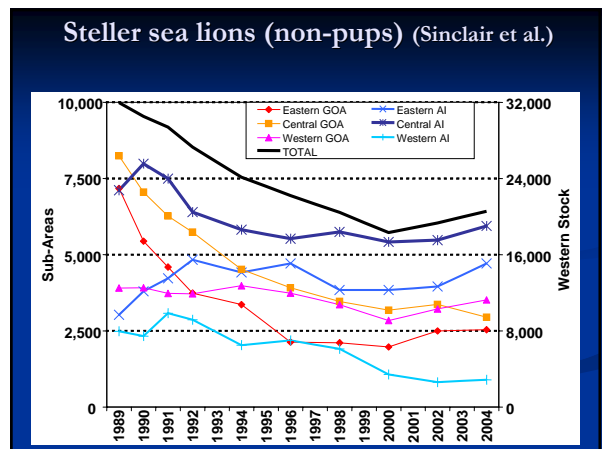 Steller sea lions (non-pups) (Sinclair et al.)
10,000
7,500
5,000
2,500
0
Sub-Areas
Eastern GOA
Eastern AI
Central GOA
Central AI
Western GOA
Western AI
TOTAL
32,000
24,000
16,000
8,000
0
Western Stock
1989
1990
1991
1992
1993
1994
1995
1996
1997
1998
1999
2000
2001
2002
2003
2004